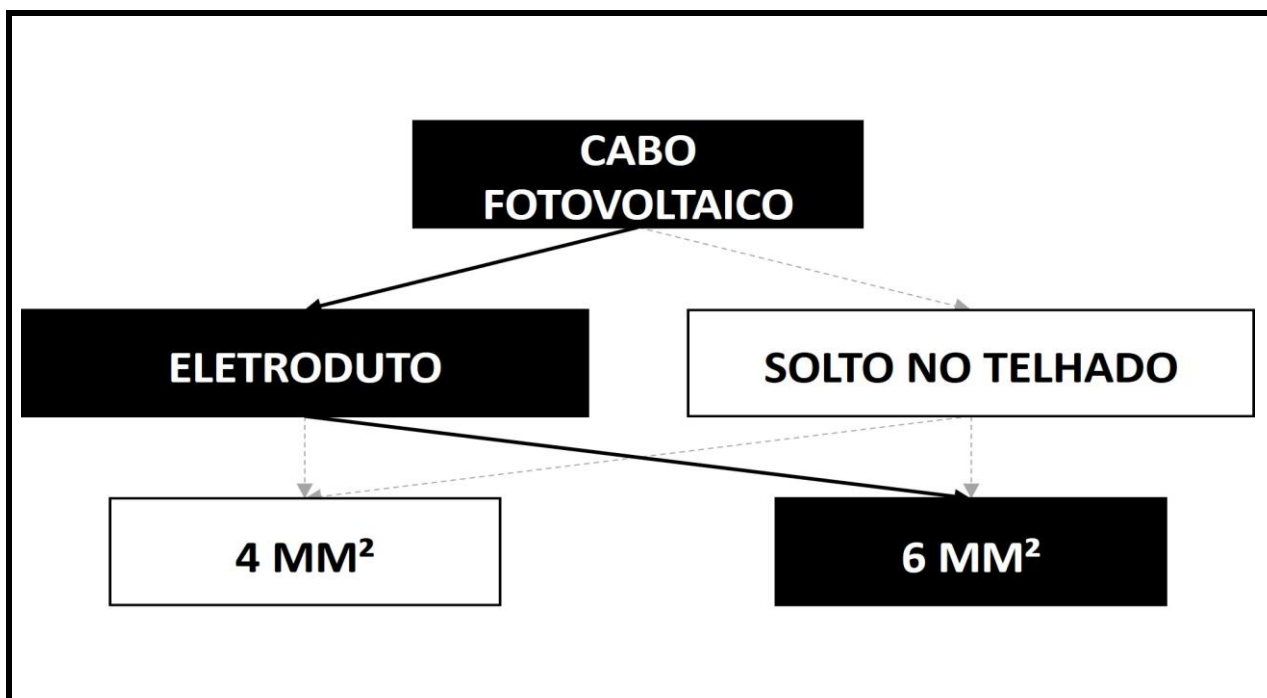 CABO
FOTOVOLTAICO
ELETRODUTO
SOLTO NO TELHADO
4 MM²
6 MM²